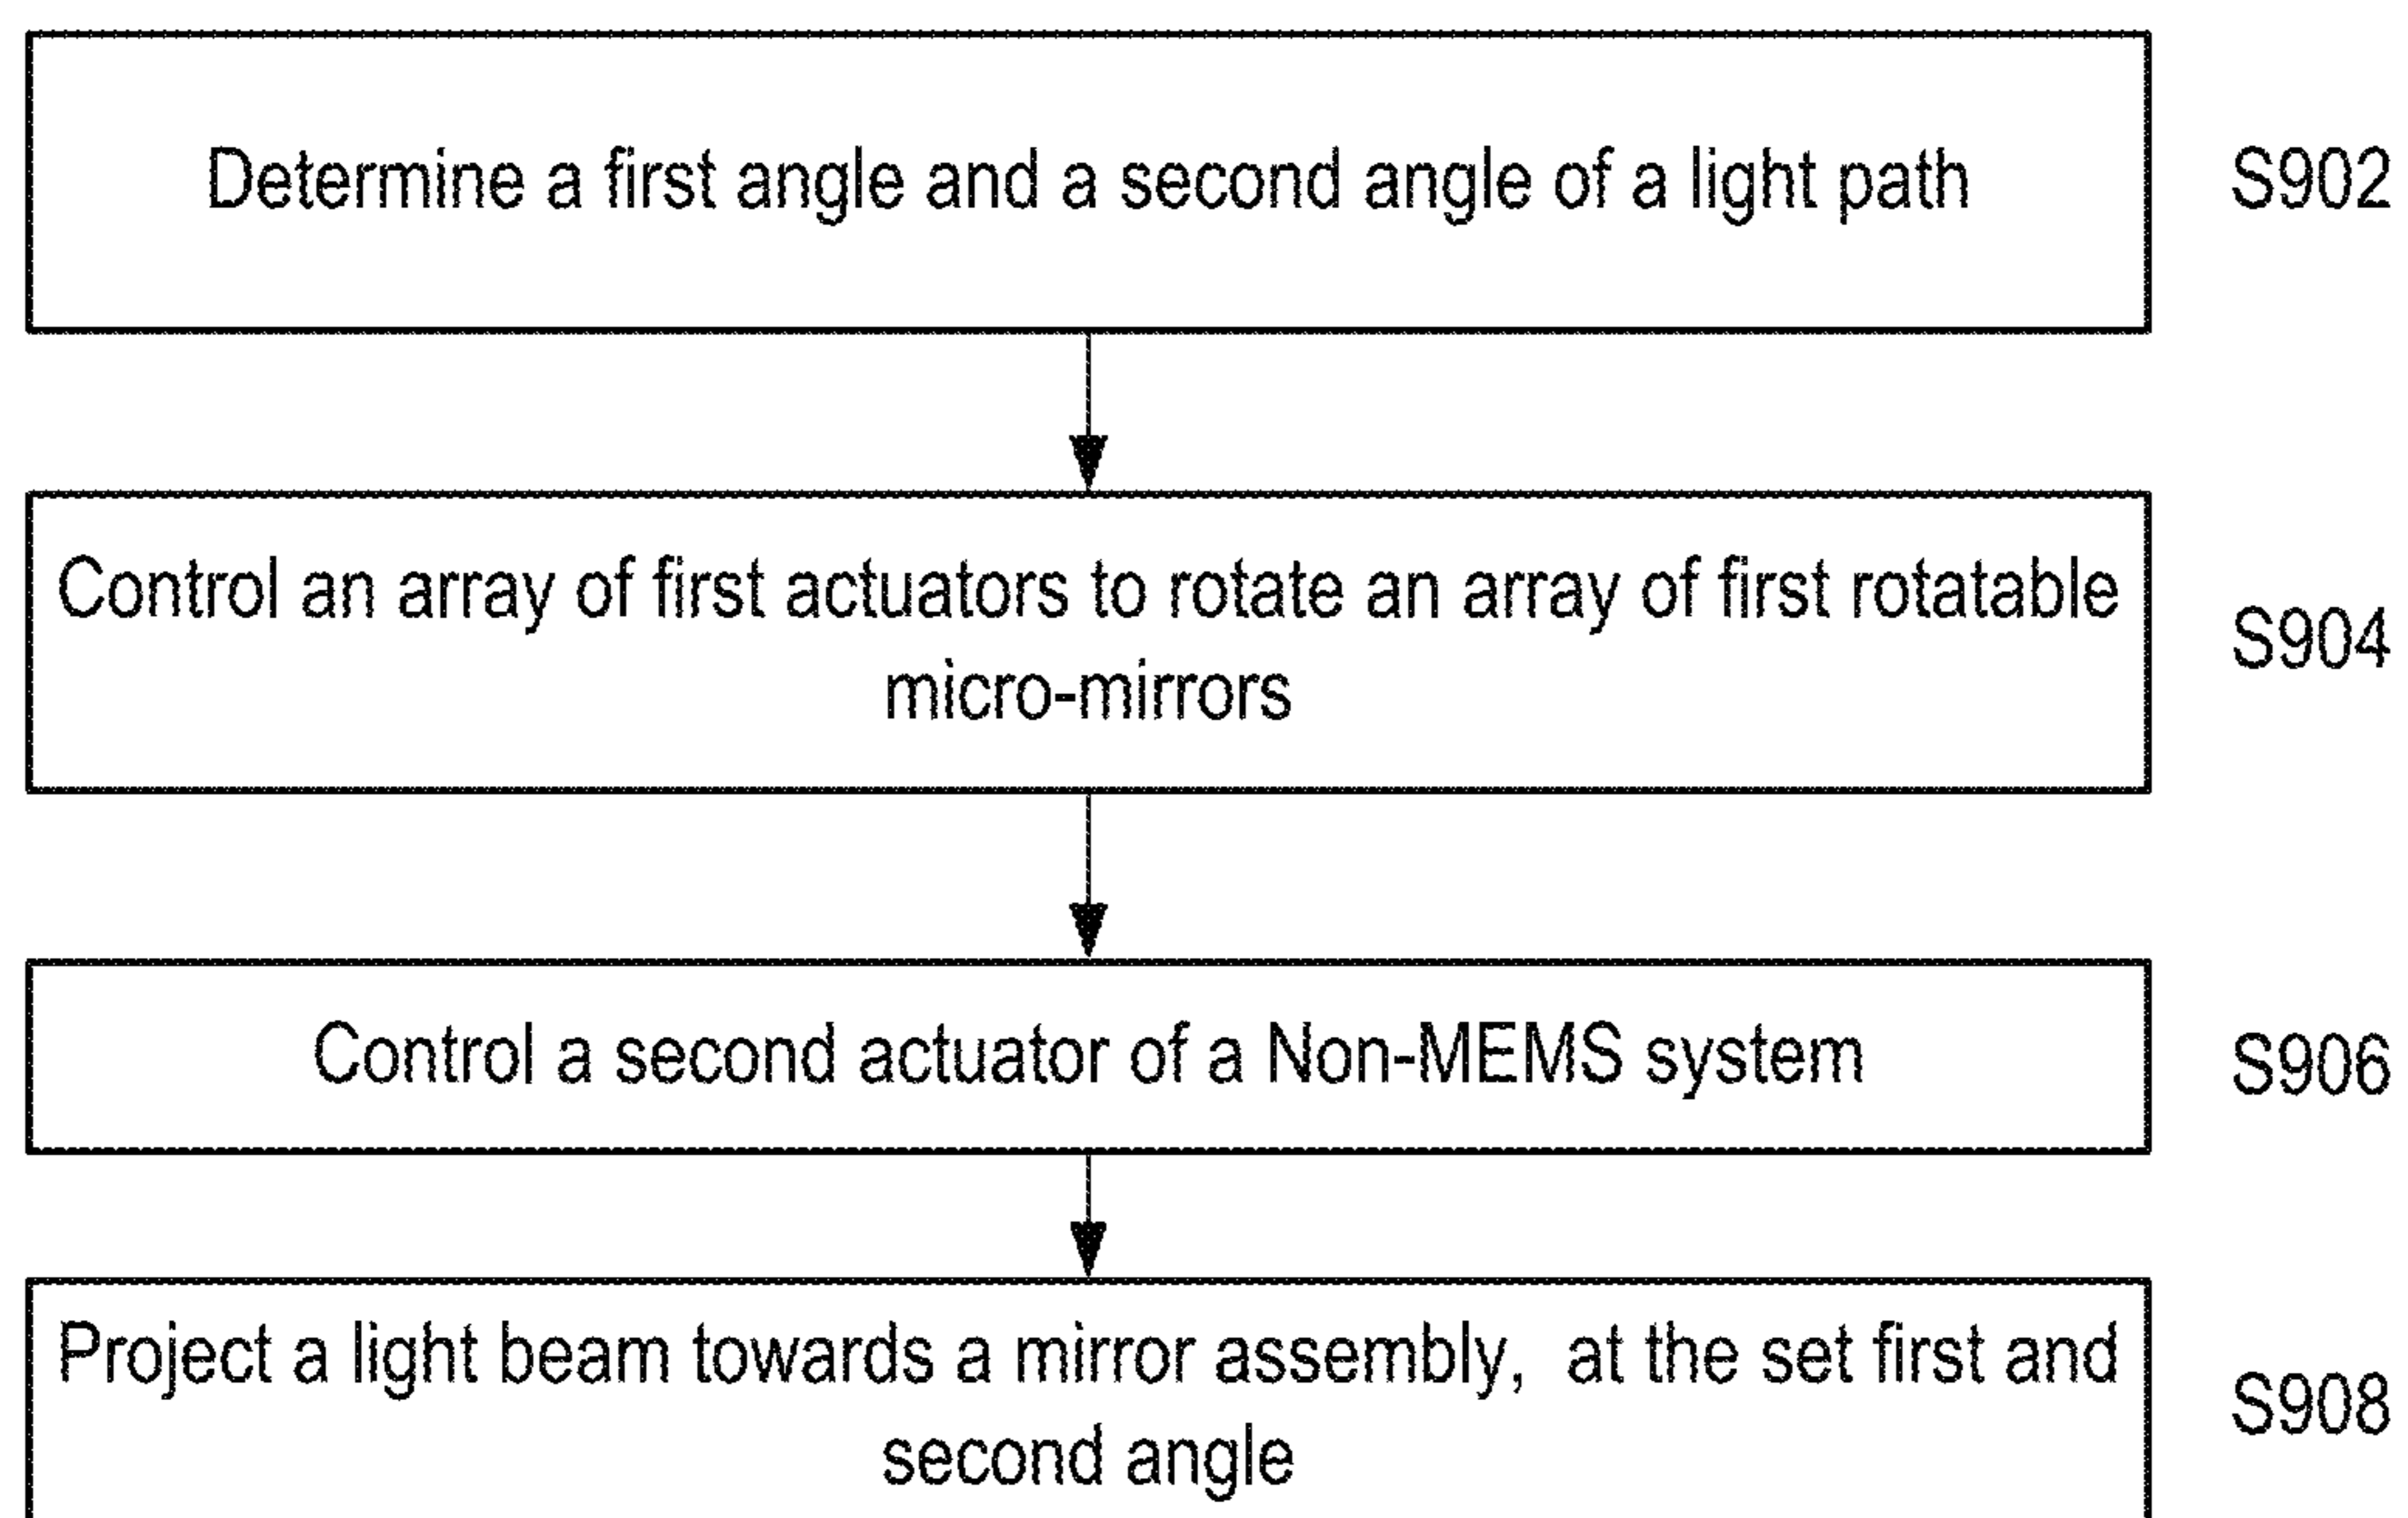 Determine a first angle and a second angle of a light path
S902
Control an array of first actuators to rotate an array of first rotatable
micro-mirrors
S904
Control a second actuator of a Non-MEMS system
S906
Project a light beam towards a mirror assembly, at the set first and
second angle
S908